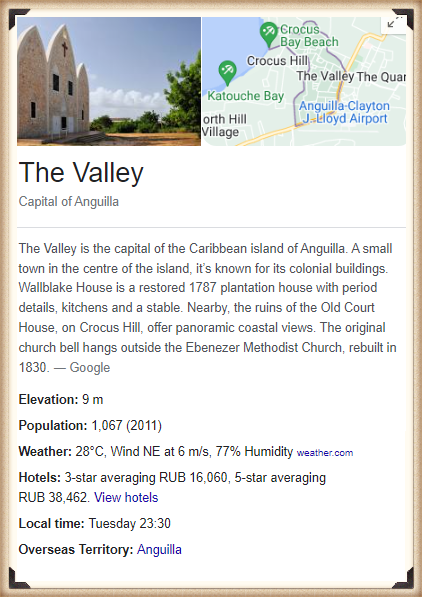 Crocus
Bay Beach
Crocus Hill
The Valley
The Quar
Katouche Bay
Anguilla-Clayton
J. Lloyd Airport
orth Hill
Village
The Valley
Capital of Anguilla
The Valley is the capital of the Caribbean island of Anguilla. A small
town in the centre of the island, it's known for its colonial buildings.
Wallblake House is a restored 1787 plantation house with period
details, kitchens and a stable. Nearby, the ruins of the Old Court
House, on Crocus Hill, offer panoramic coastal views. The original
church bell hangs outside the Ebenezer Methodist Church, rebuilt in
1830. — Google
Elevation: 9 m
Population: 1,067 (2011)
Weather: 28°C, Wind NE at 6 m/s, 77% Humidity weather.com
Hotels: 3-star averaging RUB 16,060, 5-star averaging
RUB 38,462. View hotels
Local time: Tuesday 23:30
Overseas Territory: Anguilla